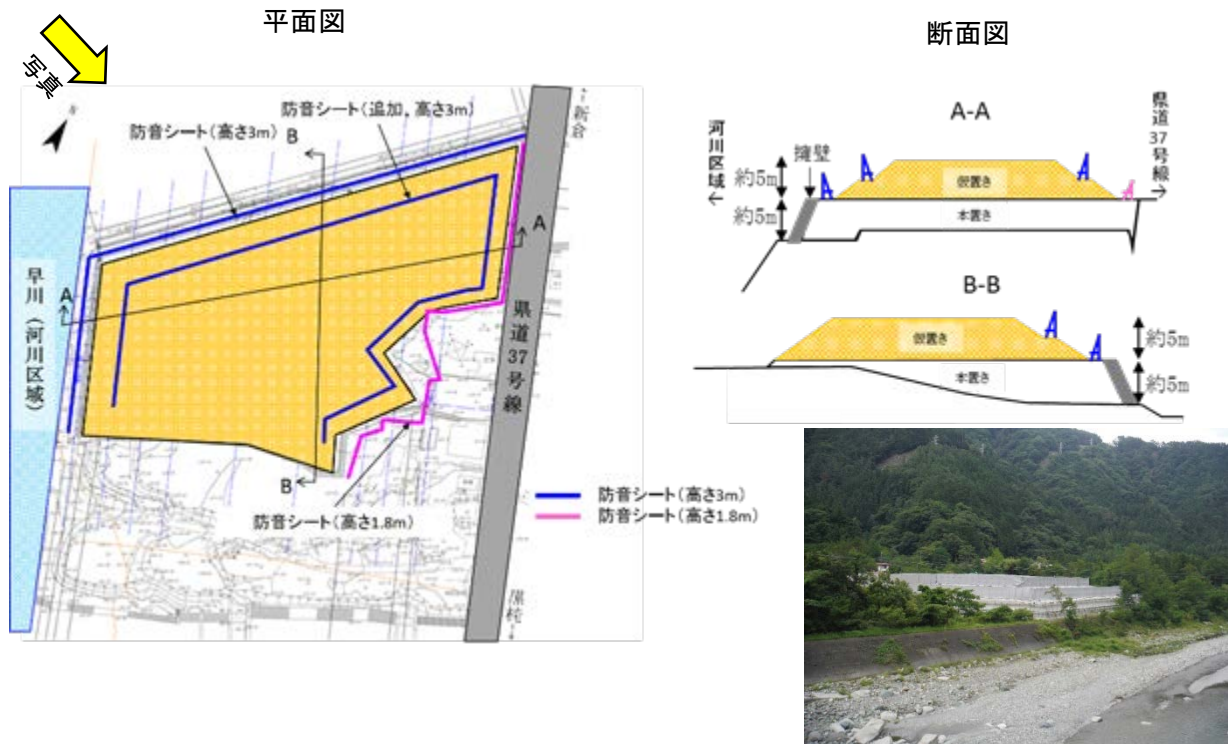 平面図
写真
N
防音シート(追加、高さ3m)
防音シート(高さ3m)
B
↑新倉
A
A
早川(河川区域)
県道37号線
B
防音シート(高さ1.8m)
防音シート(高さ3m)
防音シート(高さ1.8m)
断面図
A-A
河川区域←
県道37号線→
擁壁
約5m
仮置き
約5m
本置き
B-B
仮置き
約5m
本置き
約5m